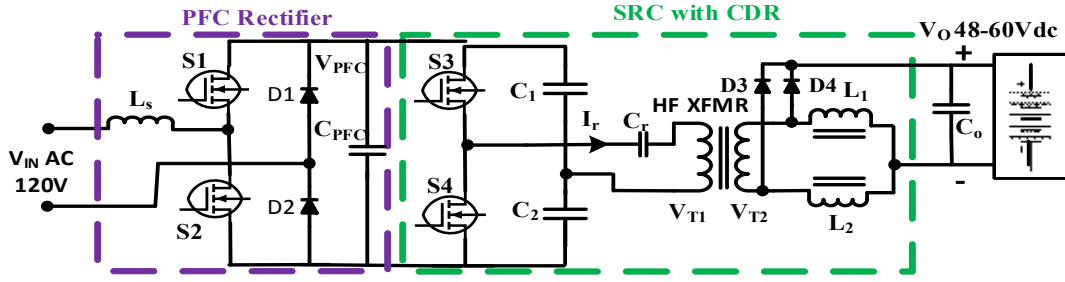 PFC Rectifier
SRC with CDR
S1
S2
Ls
VIN AC
120V
D1
D2
VPFC
CPFC
S3
S4
C1
C2
Ir
Cr
HF XFMR
VT1
VT2
D3
D4
L1
L2
VO 48-60Vdc
+
Co
-